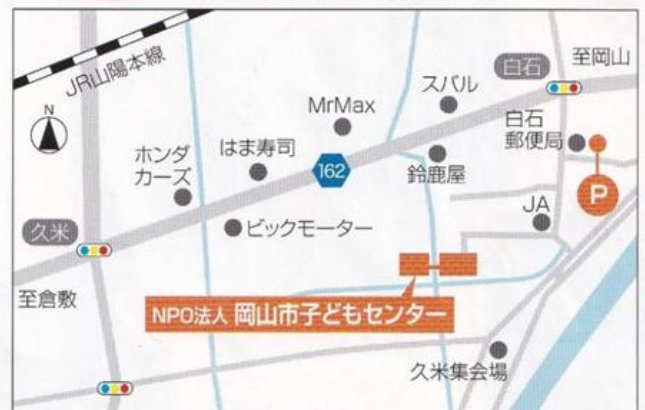 JR山陽本線
N
白石
至岡山
スバル
MrMax
白石
郵便局
はま寿司
ホンダ
カーズ
162
鈴鹿屋
P
JA
久米
ビックモーター
至倉敷
NPO法人 岡山市子どもセンター
久米集会場